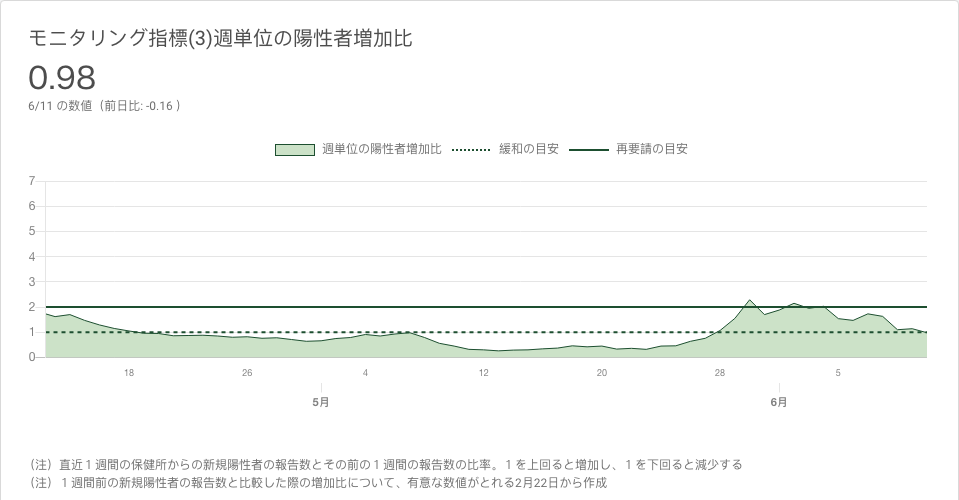 モニタリング指標(3)週単位の陽性者増加比
0.98
6/11 の数値（前日比: -0.16 ）
週単位の陽性者増加比 緩和の目安 再要請の目安
7
6
5
4
3
2
1
0
18 26 4 12 20 28 5
5月 6月
（注）直近１週間の保健所からの新規陽性者の報告数とその前の１週間の報告数の比率。１を上回ると増加し、１を下回ると減少する
（注）１週間前の新規陽性者の報告数と比較した際の増加比について、有意な数値がとれる2月22日から作成